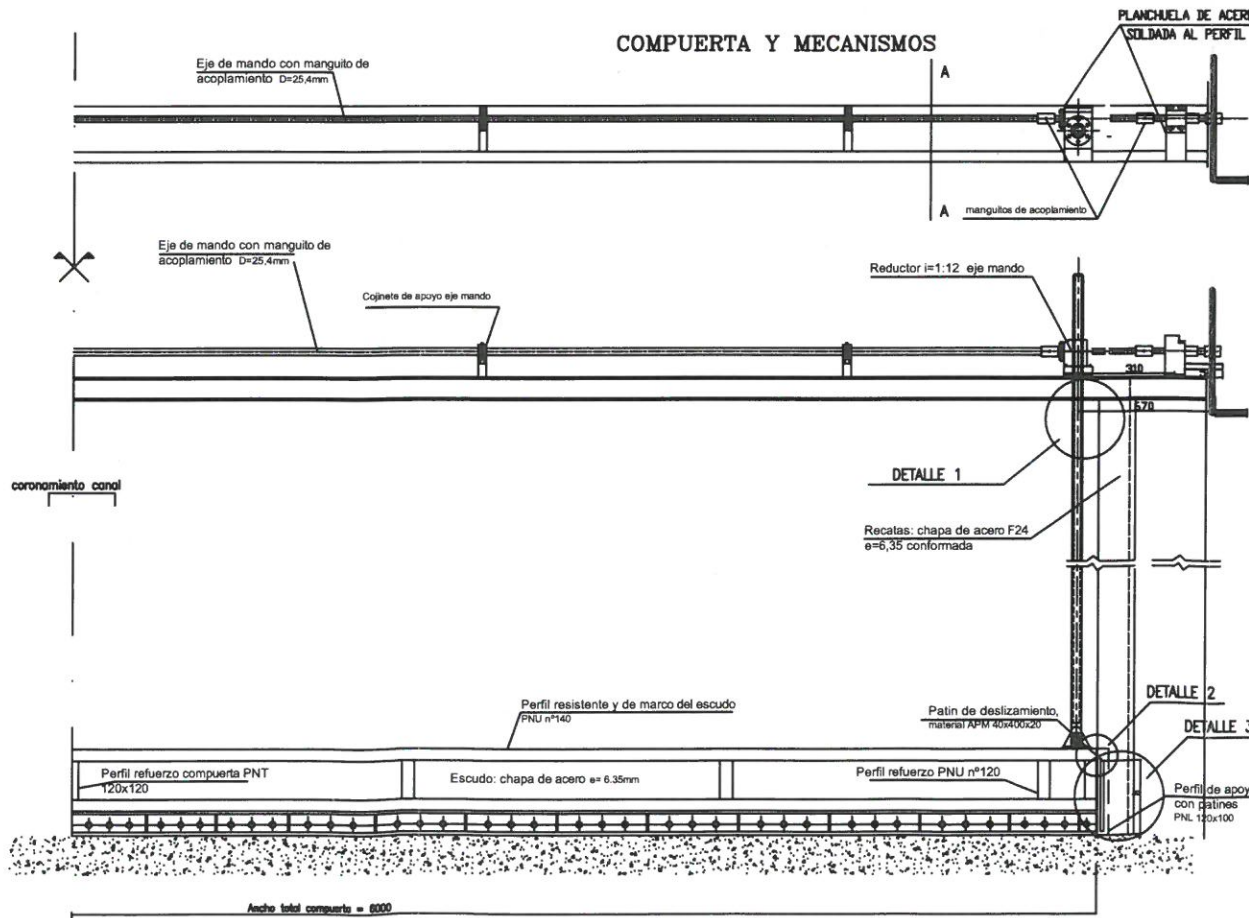 COMPUERTA Y MECANISMOS
PLANCHUELA DE ACER
SOLDADA AL PERFIL
Eje de mando con manguito de
acoplamiento D=25,4mm
A
A
manguitos de acoplamiento
Eje de mando con manguito de
acoplamiento D=25,4mm
Cojinete de apoyo eje mando
Reductor i=1:12 eje mando
310
670
DETALLE 1
coronamiento canal
Recatas: chapa de acero F24
e=6,35 conformada
Perfil resistente y de marco del escudo
PNU nº140
Patin de deslizamiento,
material APM 40x400x20
DETALLE 2
DETALLE 3
Perfil refuerzo compuerta PNT
120x120
Escudo: chapa de acero e= 6.35mm
Perfil refuerzo PNU nº120
Perfil de apoy
con patines
PNL 120x100
Ancho total compuerta = 6000